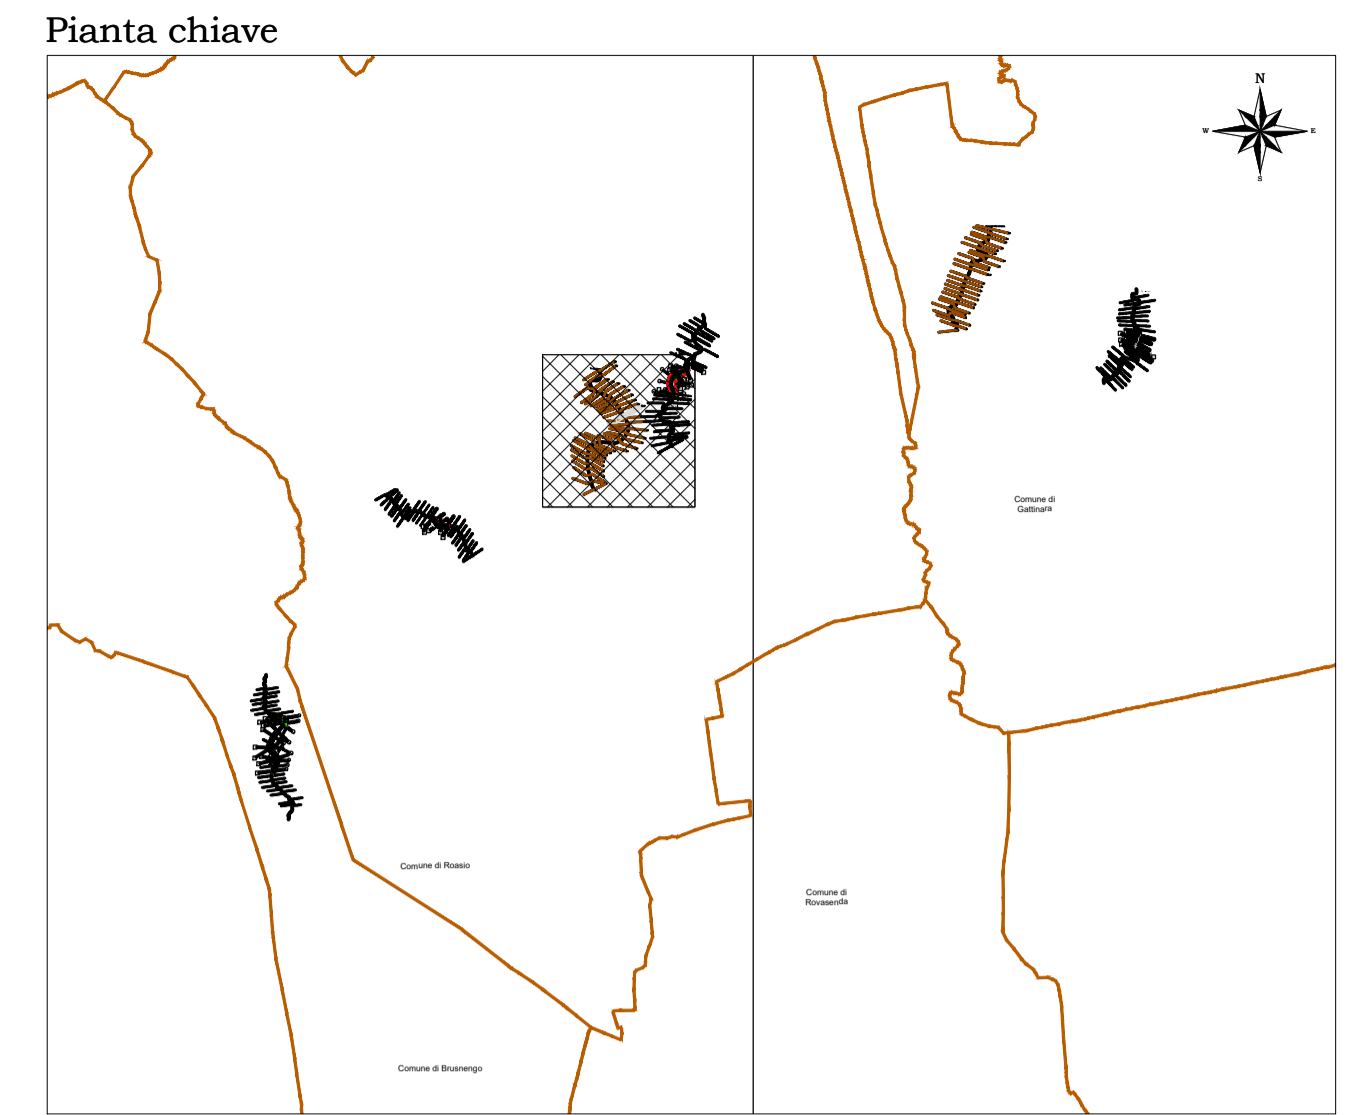 Pianta chiave
N
W
E
S
Comune di
Gattinara
Comune di Roasio
Comune di
Rovasenda
Comune di Brusnengo